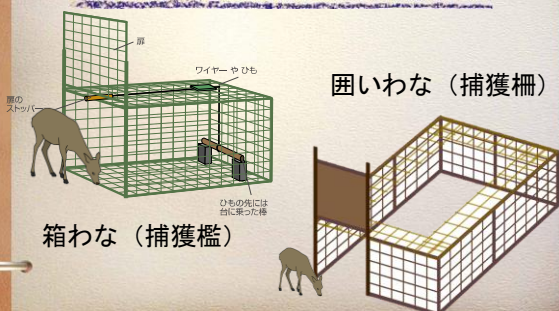 扉
ワイヤー や ひも
扉の
ストッパー
囲いわな（捕獲柵）
ひもの先には
台に乗った棒
箱わな（捕獲檻）